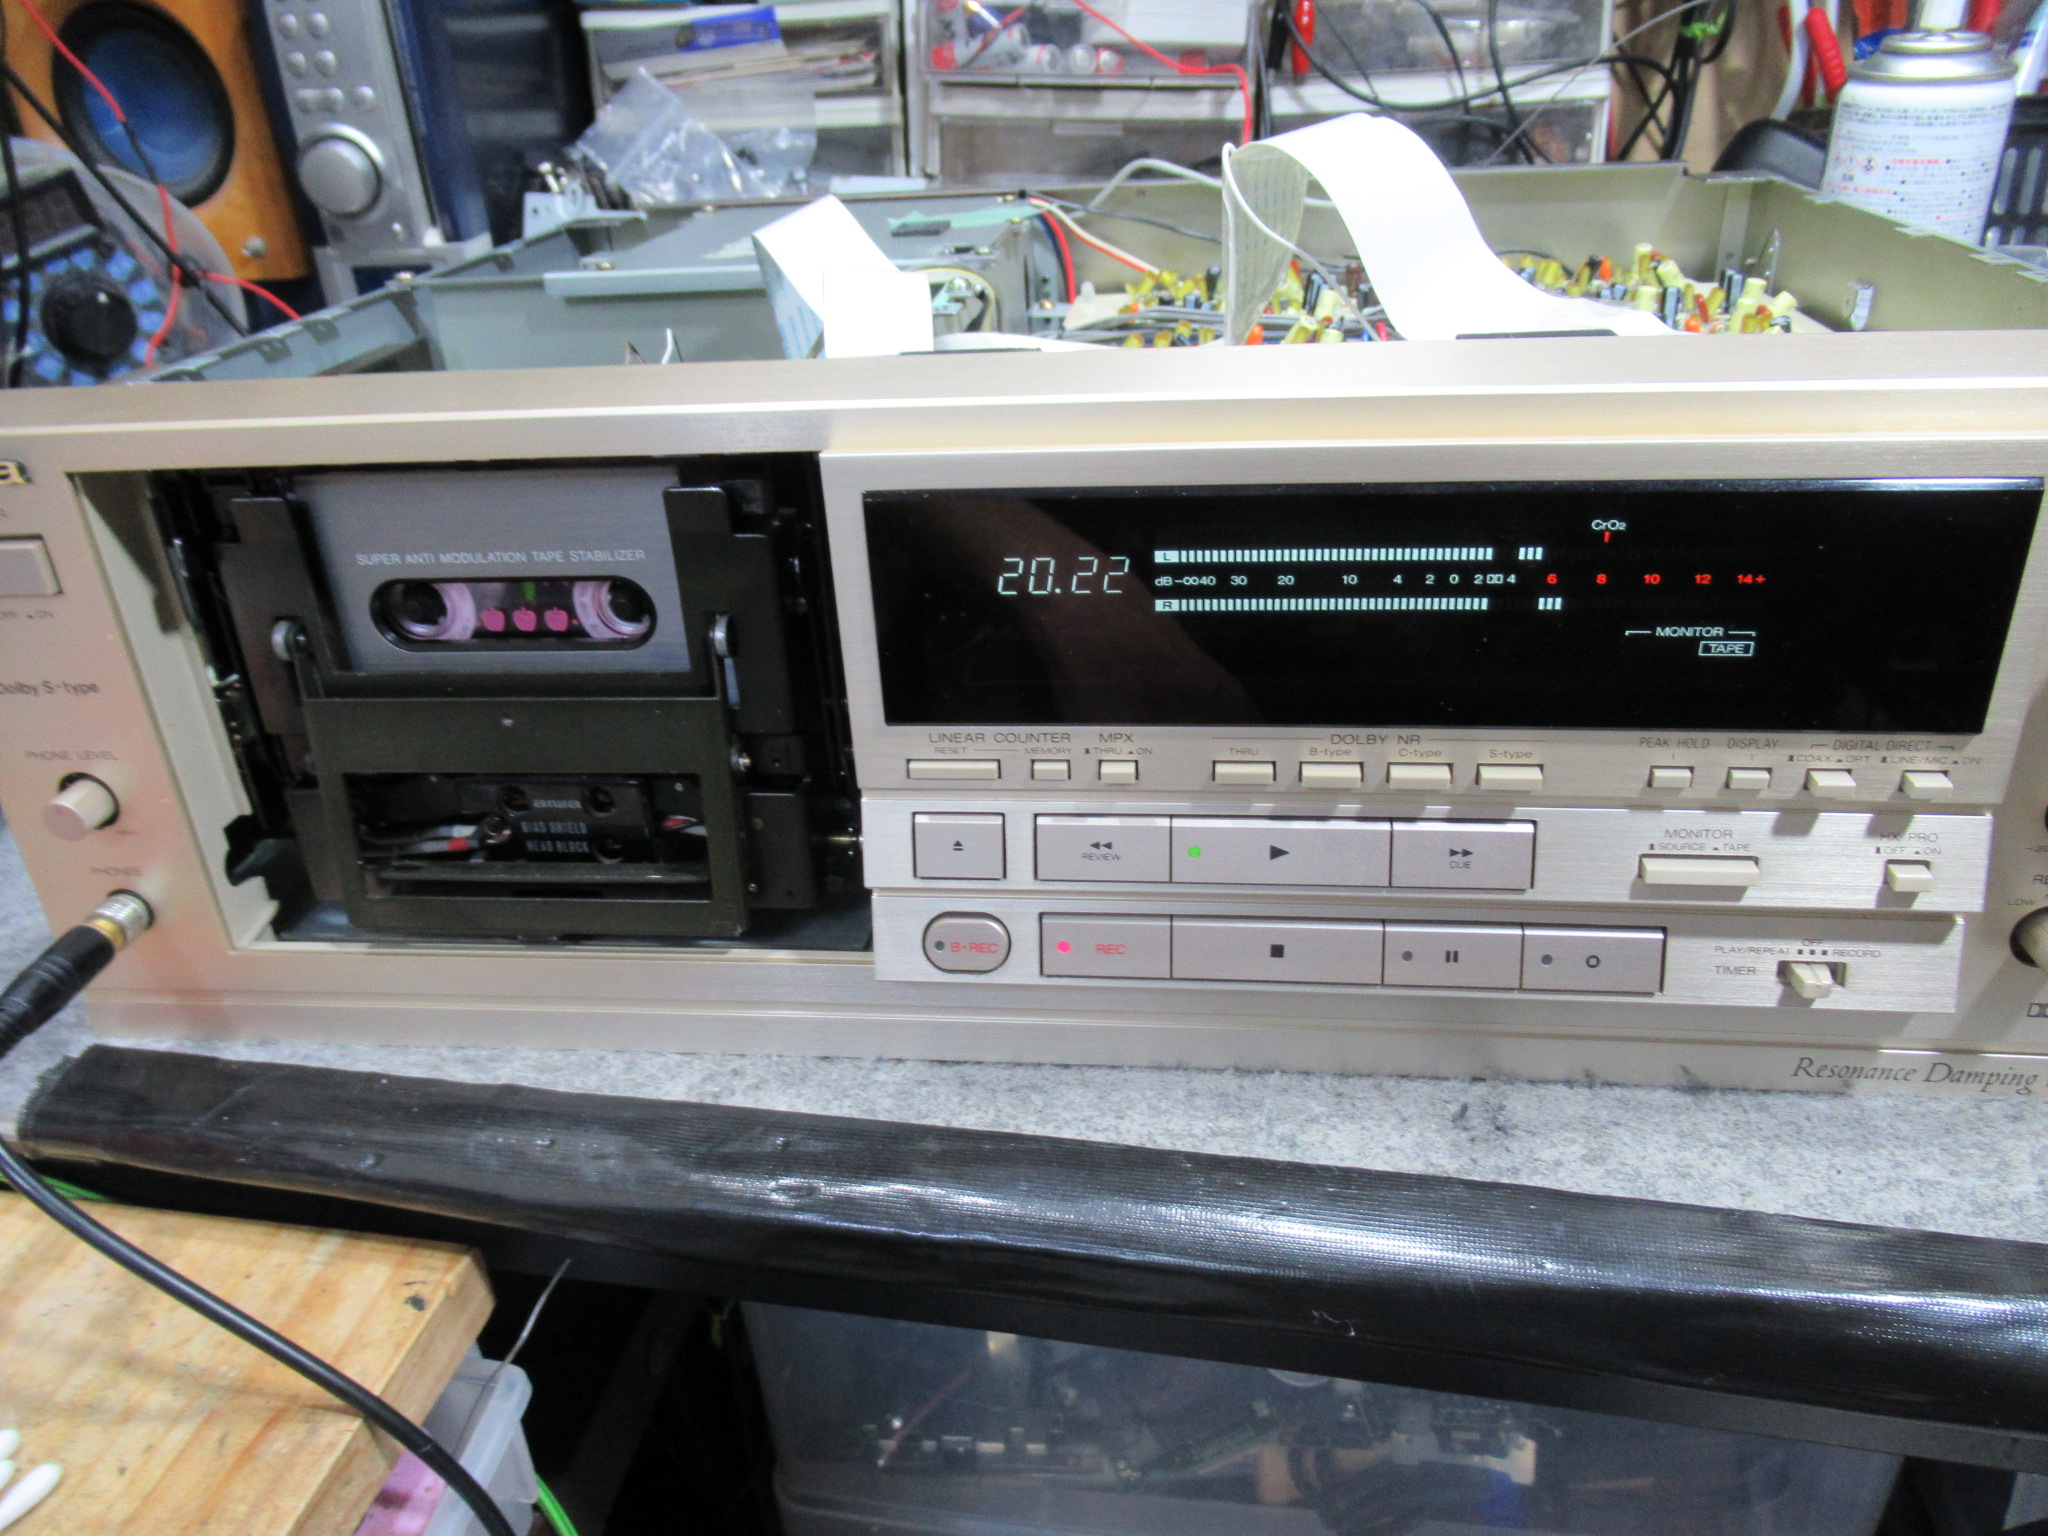 a
SUPER ANTI MODULATION TAPE STABILIZER
Dolby S-type
PHONE LEVEL
PHONES
aiwa
HEAD BLOCK
20.22
CrO2
L
dB -∞ 40 30 20 10 4 2 0 2 4 6 8 10 12 14+
R
MONITOR
TAPE
LINEAR COUNTER
RESET
MEMORY
MPX
THRU ON
DOLBY NR
THRU
B-type
C-type
S-type
PEAK HOLD
DISPLAY
DIGITAL DIRECT
COAX OPT
LINE/MIC ON
REVIEW
CUE
MONITOR
SOURCE TAPE
HX PRO
OFF ON
B-REC
REC
OFF
PLAY/REPEAT RECORD
TIMER
LOW
Resonance Damping